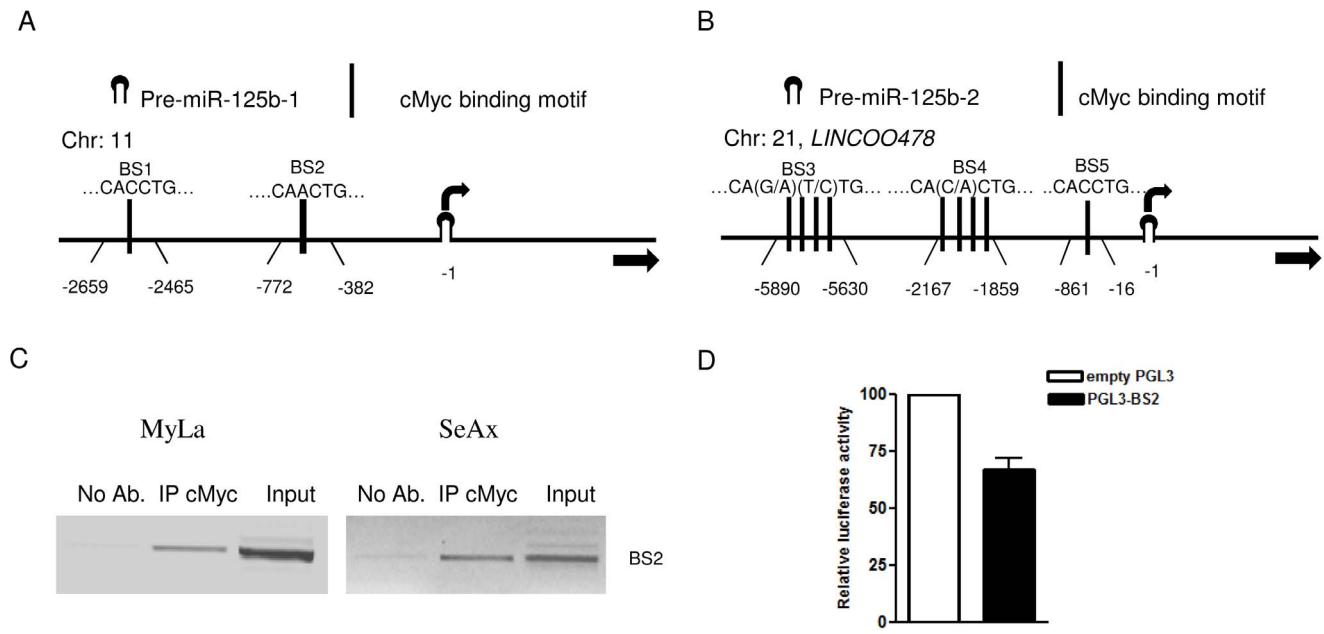 A
Pre-miR-125b-1
cMyc binding motif
Chr: 11
BS1
BS2
...CACCTG...
....CAACTG...
-2659
-2465
-772
-382
-1
B
Pre-miR-125b-2
cMyc binding motif
Chr: 21, LINCOO478
BS3
BS4
BS5
...CA(G/A)(T/C)TG...
....CA(C/A)CTG...
..CACCTG....
-5890
-5630
-2167
-1859
-861
-16
-1
C
MyLa
SeAx
No Ab.
IP cMyc
Input
No Ab.
IP cMyc
Input
BS2
D
empty PGL3
PGL3-BS2
Relative luciferase activity
100
75
50
25
0